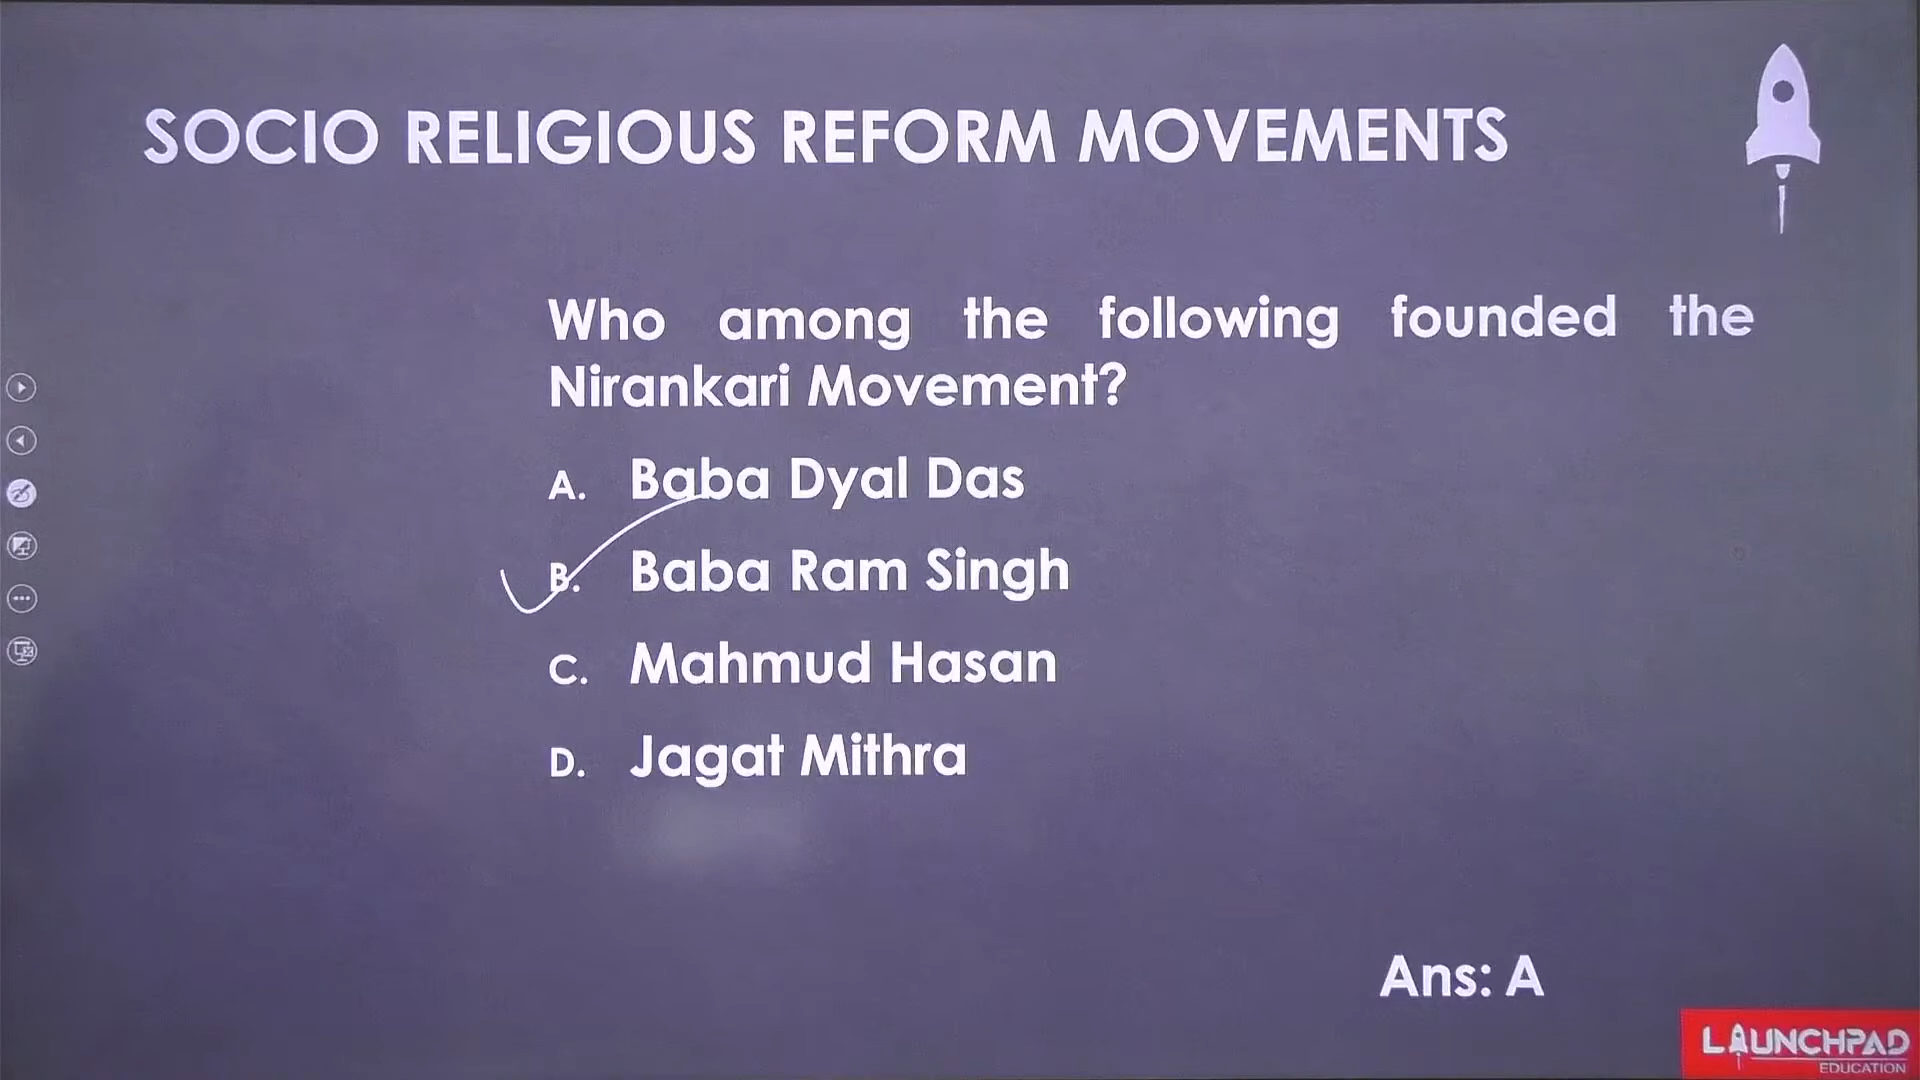 SOCIO RELIGIOUS REFORM MOVEMENTS
Who among the following founded the
Nirankari Movement?
A. Baba Dyal Das
B. Baba Ram Singh
C. Mahmud Hasan
D. Jagat Mithra
Ans: A
LAUNCHPAD
EDUCATION